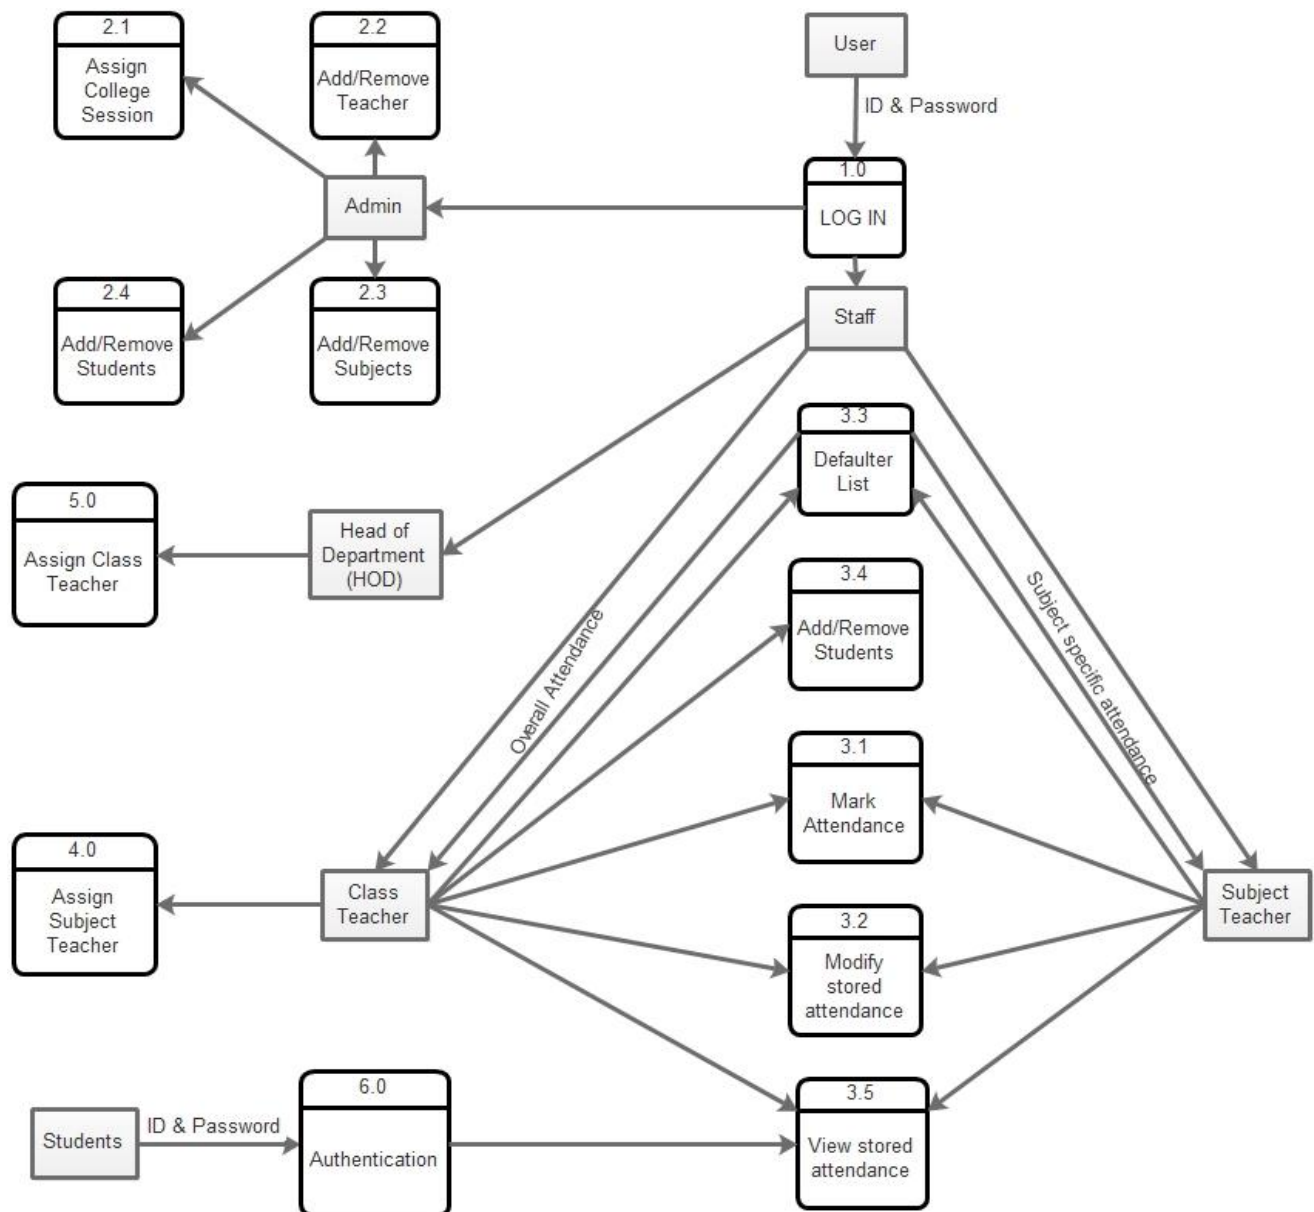 2.1
Assign
College
Session
2.2
Add/Remove
Teacher
User
ID & Password
1.0
LOG IN
Admin
2.4
Add/Remove
Students
2.3
Add/Remove
Subjects
Staff
3.3
Defaulter
List
5.0
Assign Class
Teacher
Head of
Department
(HOD)
3.4
Add/Remove
Students
Overall Attendance
Subject specific attendance
3.1
Mark
Attendance
4.0
Assign
Subject
Teacher
Class
Teacher
Subject
Teacher
3.2
Modify
stored
attendance
Students
ID & Password
6.0
Authentication
3.5
View stored
attendance